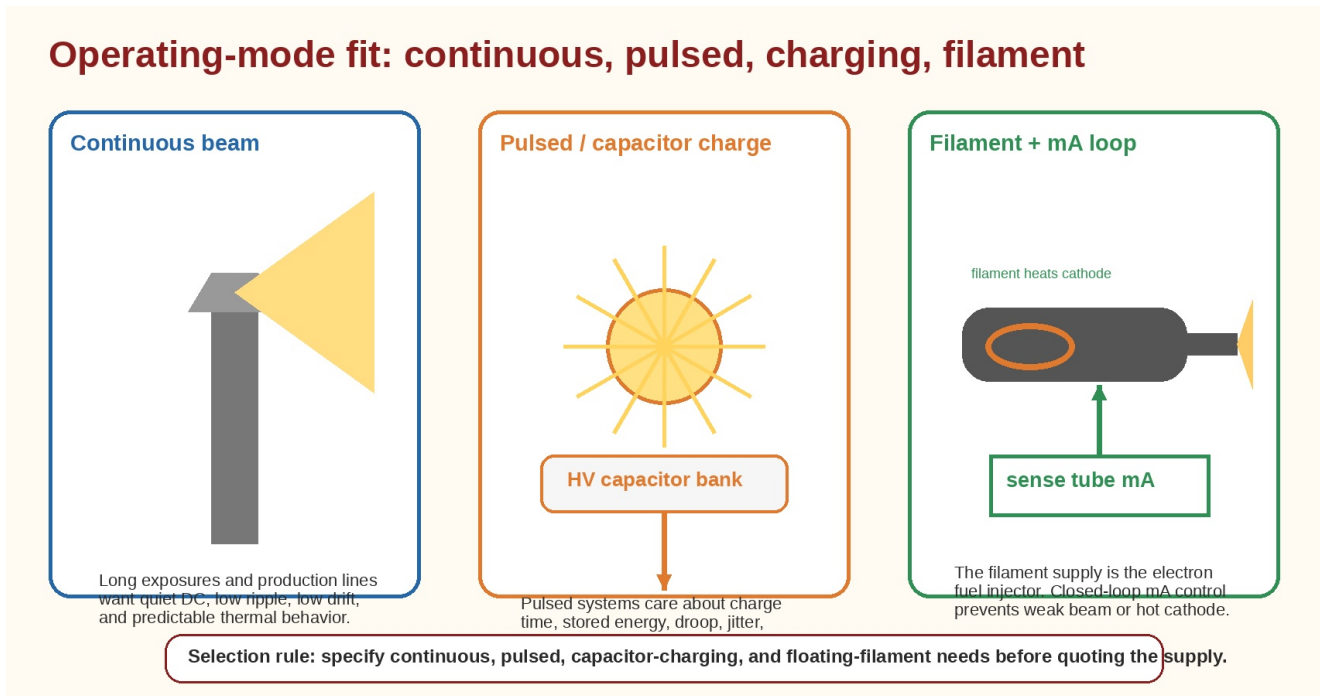 Operating-mode fit: continuous, pulsed, charging, filament
Continuous beam
Long exposures and production lines
want quiet DC, low ripple, low drift,
and predictable thermal behavior.
Pulsed / capacitor charge
HV capacitor bank
Pulsed systems care about charge
time, stored energy, droop, jitter,
Filament + mA loop
filament heats cathode
sense tube mA
The filament supply is the electron
fuel injector. Closed-loop mA control
prevents weak beam or hot cathode.
Selection rule: specify continuous, pulsed, capacitor-charging, and floating-filament needs before quoting the supply.